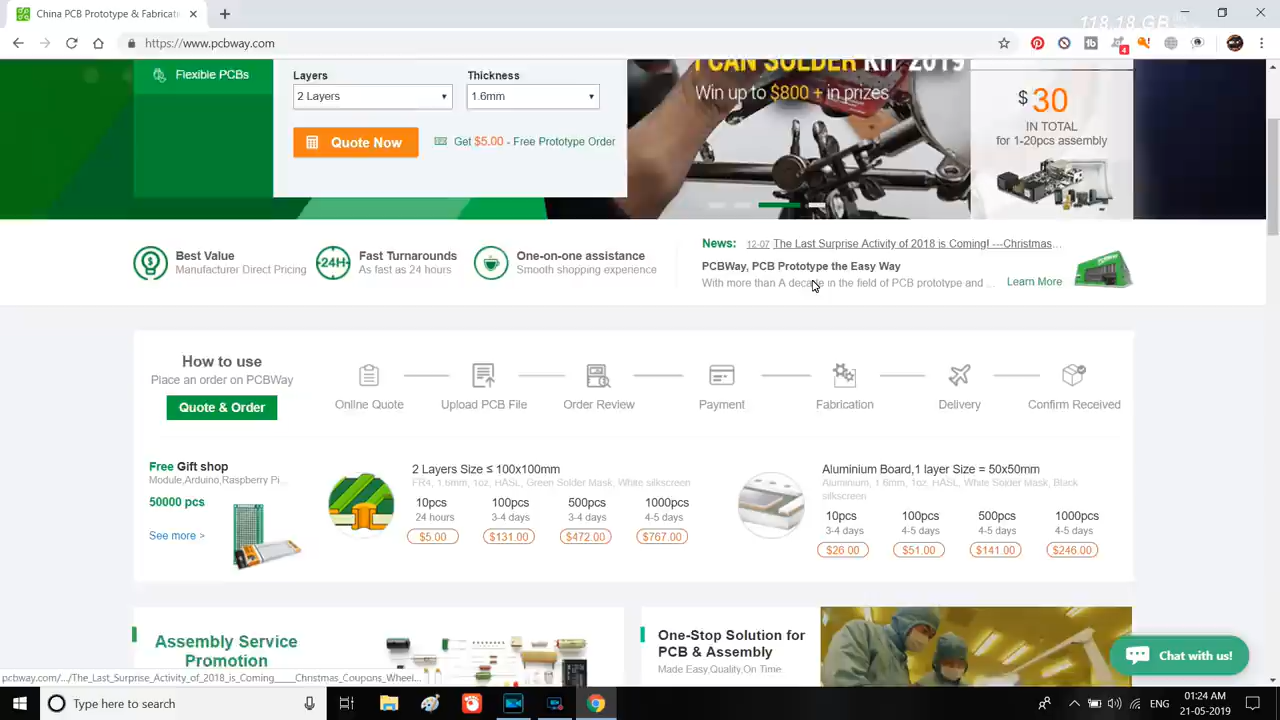 China PCB Prototype & Fabricati
118.18 GB
https://www.pcbway.com
4
Flexible PCBs
Layers
Thickness
2 Layers
1.6mm
Quote Now
Get $5.00 - Free Prototype Order
I CAN SOLDER KIT 2019
Win up to $800 + in prizes
$30
IN TOTAL
for 1-20pcs assembly
Best Value
Manufacturer Direct Pricing
24H
Fast Turnarounds
As fast as 24 hours
One-on-one assistance
Smooth shopping experience
News: 12-07 The Last Surprise Activity of 2018 is Coming! ---Christmas...
PCBWay, PCB Prototype the Easy Way
With more than A decade in the field of PCB prototype and ...
Learn More
How to use
Place an order on PCBWay
Quote & Order
Online Quote
Upload PCB File
Order Review
Payment
Fabrication
Delivery
Confirm Received
Free Gift shop
Module,Arduino,Raspberry Pi...
50000 pcs
See more >
2 Layers Size ≤ 100x100mm
FR4, 1.6mm, 1oz, HASL, Green Solder Mask, White silkscreen
10pcs 100pcs 500pcs 1000pcs
24 hours 3-4 days 3-4 days 4-5 days
$5.00 $131.00 $472.00 $767.00
Aluminium Board,1 layer Size = 50x50mm
Aluminium, 1.6mm, 1oz, HASL, White Solder Mask, Black
silkscreen
10pcs 100pcs 500pcs 1000pcs
3-4 days 4-5 days 4-5 days 4-5 days
$26.00 $51.00 $141.00 $246.00
Assembly Service
Promotion
One-Stop Solution for
PCB & Assembly
Made Easy,Quality,On Time
Chat with us!
pcbway.com/.../The_Last_Surprise_Activity_of_2018_is_Coming____Christmas_Coupons_Wheel...
Type here to search
ENG
01:24 AM
21-05-2019